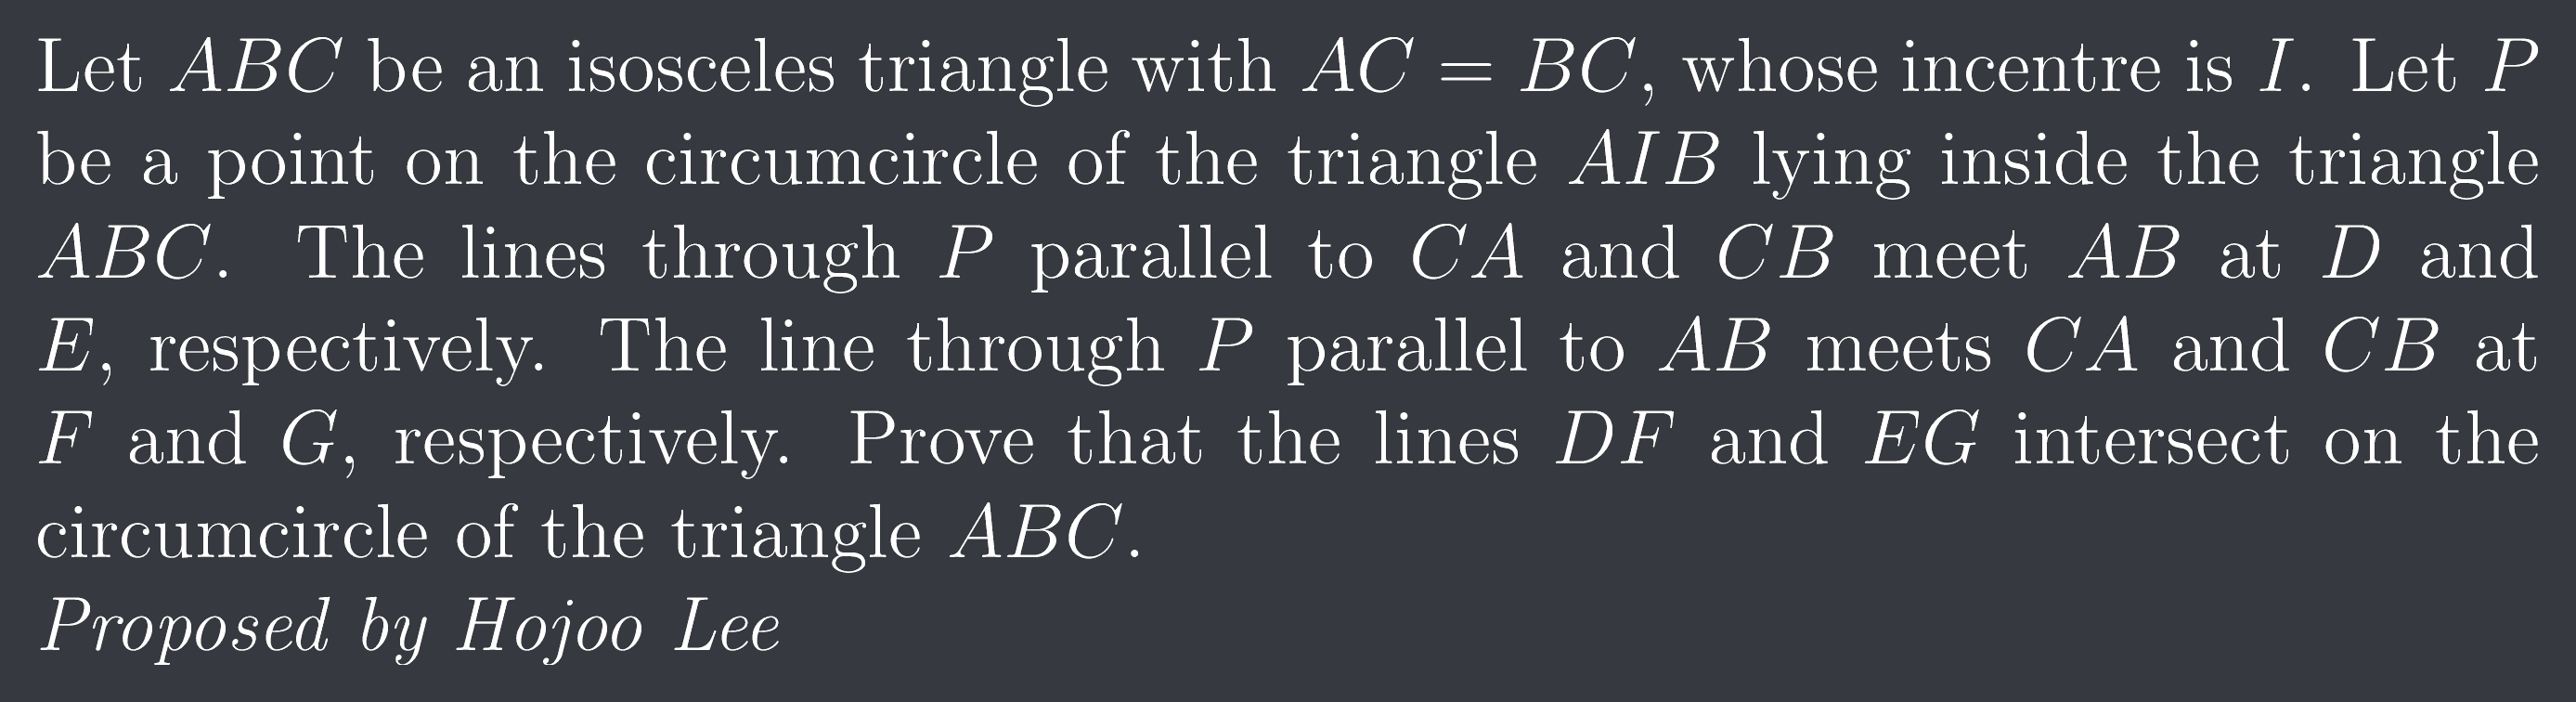 Let ABC be an isosceles triangle with AC = BC, whose incentre is I. Let P
be a point on the circumcircle of the triangle AIB lying inside the triangle
ABC. The lines through P parallel to CA and CB meet AB at D and
E, respectively. The line through P parallel to AB meets CA and CB at
F and G, respectively. Prove that the lines DF and EG intersect on the
circumcircle of the triangle ABC.
Proposed by Hojoo Lee